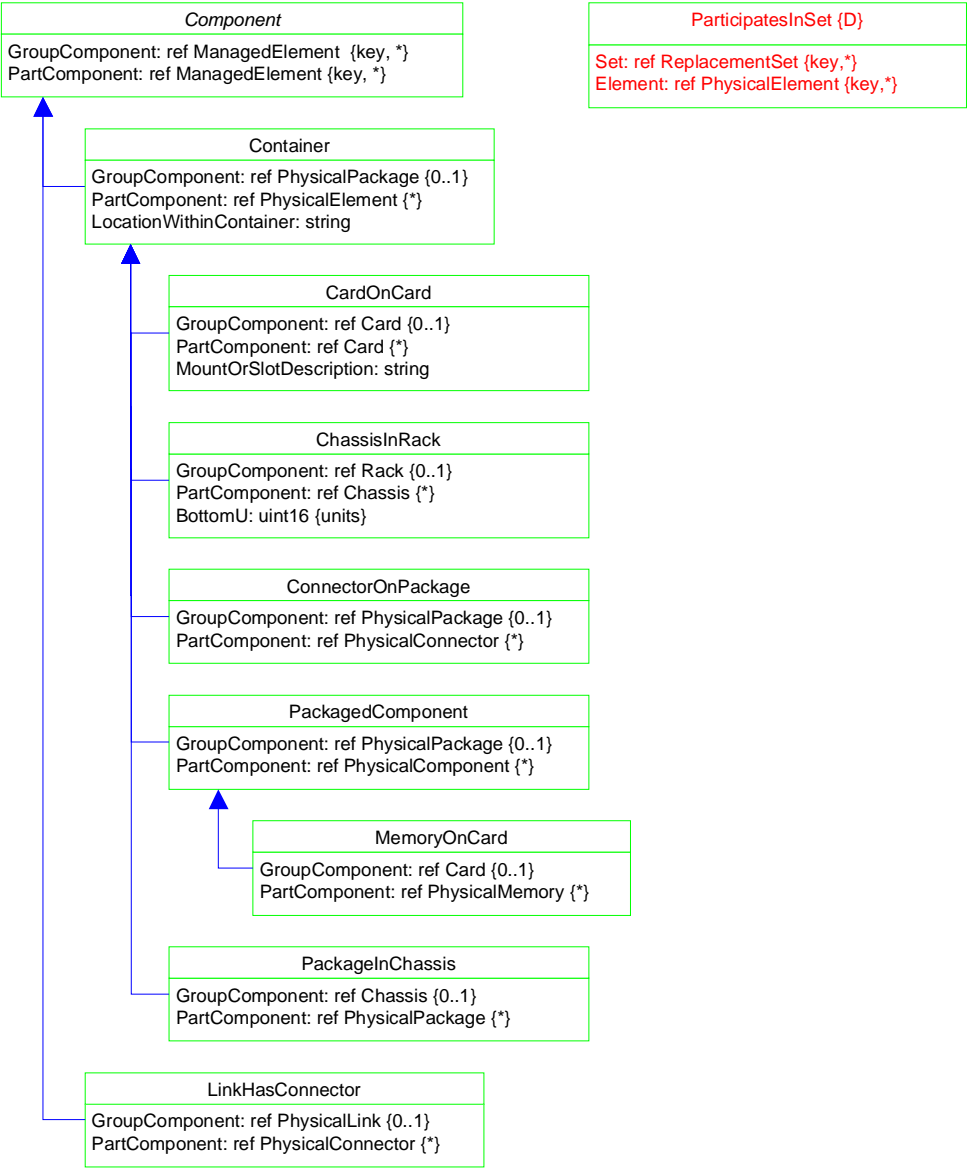 Component
GroupComponent: ref ManagedElement  {key, *}
PartComponent: ref ManagedElement {key, *}
ParticipatesInSet {D}
Set: ref ReplacementSet {key,*}
Element: ref PhysicalElement {key,*}
Container
GroupComponent: ref PhysicalPackage {0..1}
PartComponent: ref PhysicalElement {*}
LocationWithinContainer: string
CardOnCard
GroupComponent: ref Card {0..1}
PartComponent: ref Card {*}
MountOrSlotDescription: string
ChassisInRack
GroupComponent: ref Rack {0..1}
PartComponent: ref Chassis {*}
BottomU: uint16 {units}
ConnectorOnPackage
GroupComponent: ref PhysicalPackage {0..1}
PartComponent: ref PhysicalConnector {*}
PackagedComponent
GroupComponent: ref PhysicalPackage {0..1}
PartComponent: ref PhysicalComponent {*}
MemoryOnCard
GroupComponent: ref Card {0..1}
PartComponent: ref PhysicalMemory {*}
PackageInChassis
GroupComponent: ref Chassis {0..1}
PartComponent: ref PhysicalPackage {*}
LinkHasConnector
GroupComponent: ref PhysicalLink {0..1}
PartComponent: ref PhysicalConnector {*}